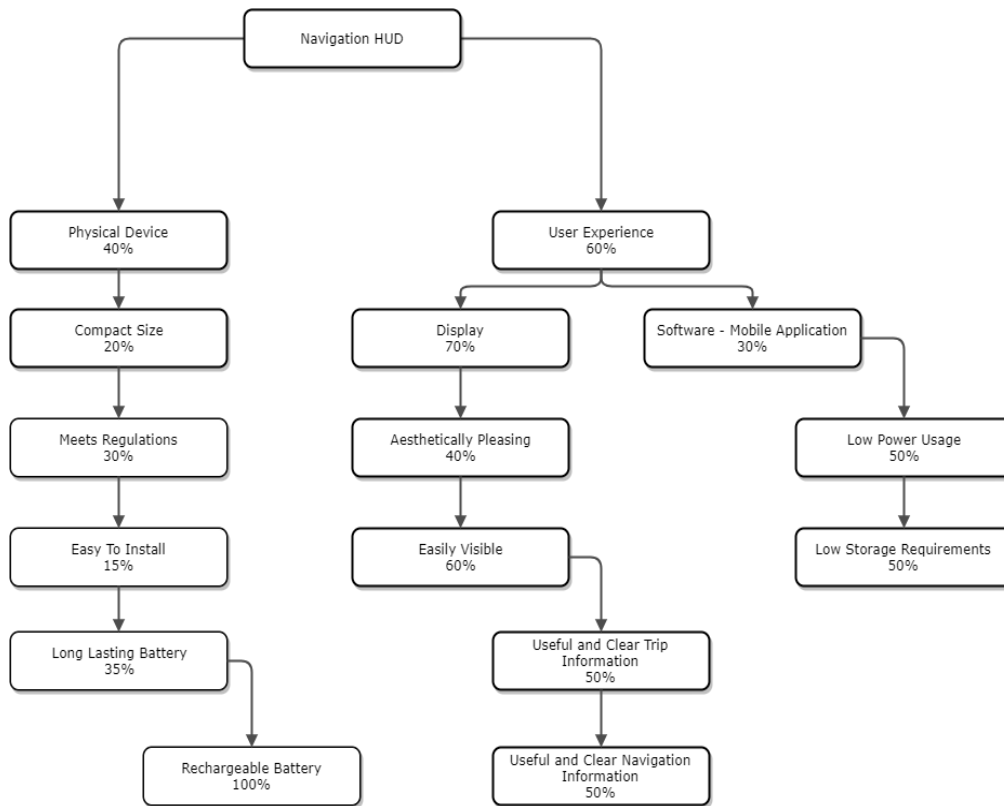 Navigation HUD
Physical Device
40%
User Experience
60%
Compact Size
20%
Display
70%
Software - Mobile Application
30%
Meets Regulations
30%
Aesthetically Pleasing
40%
Low Power Usage
50%
Easy To Install
15%
Easily Visible
60%
Low Storage Requirements
50%
Long Lasting Battery
35%
Useful and Clear Trip
Information
50%
Rechargeable Battery
100%
Useful and Clear Navigation
Information
50%